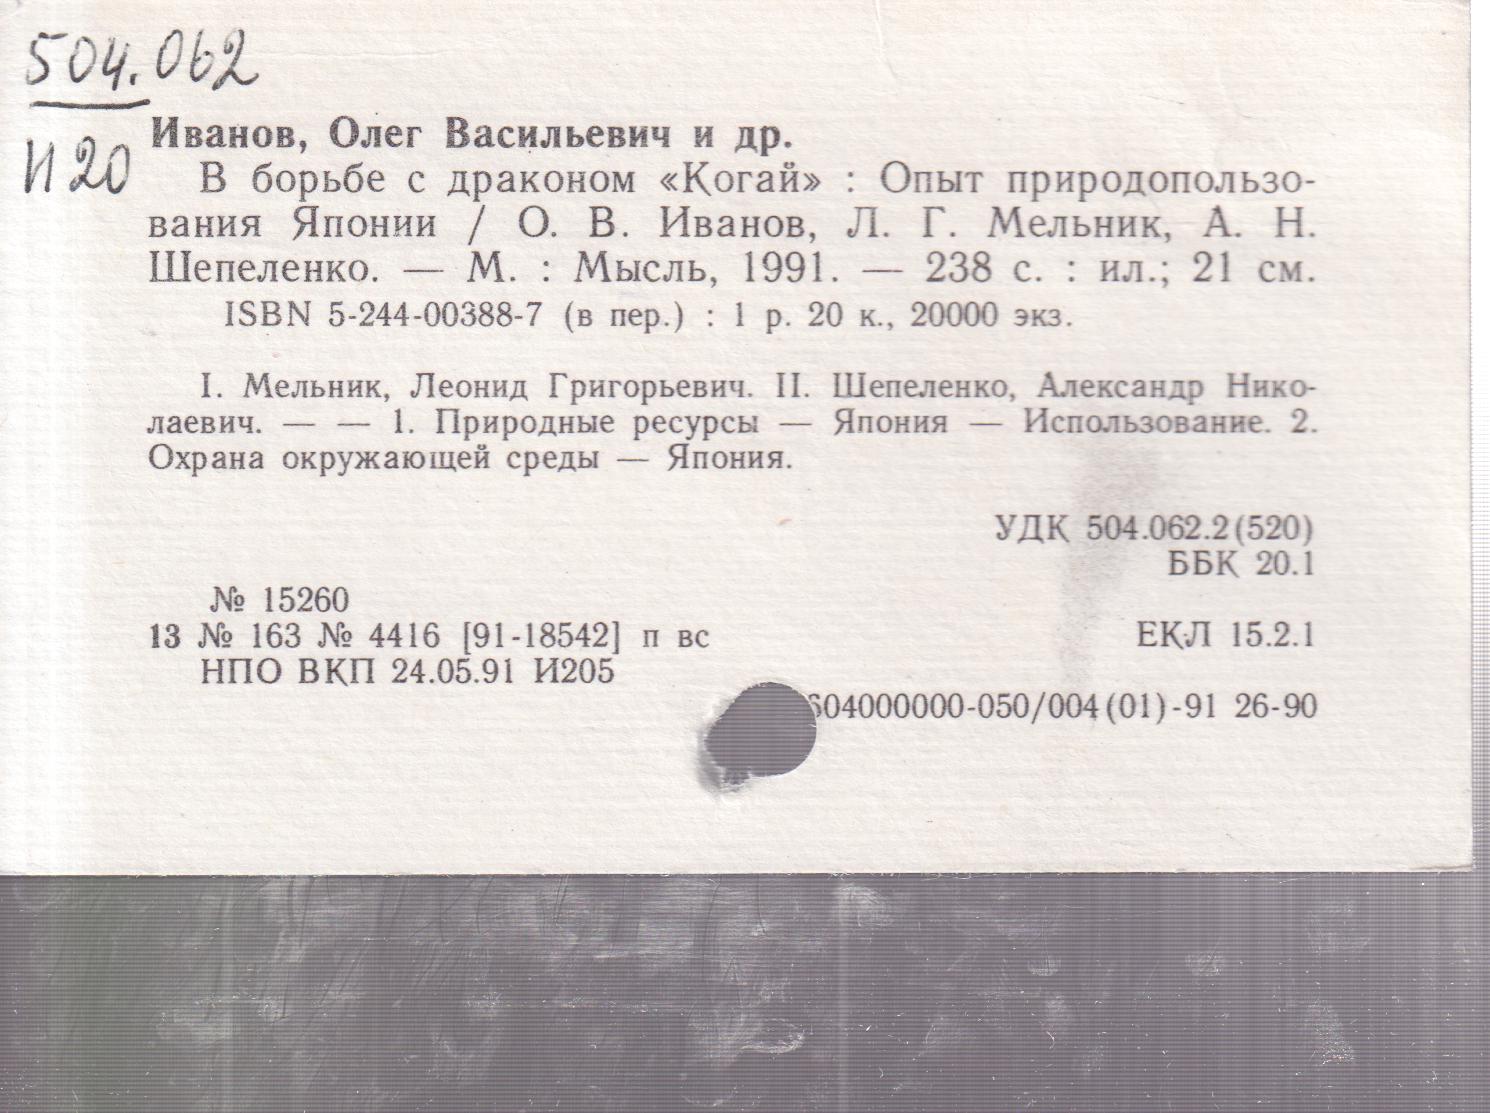 504.062
И20
Иванов, Олег Васильевич и др.
В борьбе с драконом «Когай» : Опыт природопользо-
вания Японии / О. В. Иванов, Л. Г. Мельник, А. Н.
Шепеленко. — М. : Мысль, 1991. — 238 с. : ил.; 21 см.
ISBN 5-244-00388-7 (в пер.) : 1 р. 20 к., 20000 экз.
I. Мельник, Леонид Григорьевич. II. Шепеленко, Александр Нико-
лаевич. — — 1. Природные ресурсы — Япония — Использование. 2.
Охрана окружающей среды — Япония.
УДК 504.062.2(520)
ББК 20.1
№ 15260
13 № 163 № 4416 [91-18542] п вс
ЕКЛ 15.2.1
НПО ВКП 24.05.91 И205
604000000-050/004(01)-91 26-90